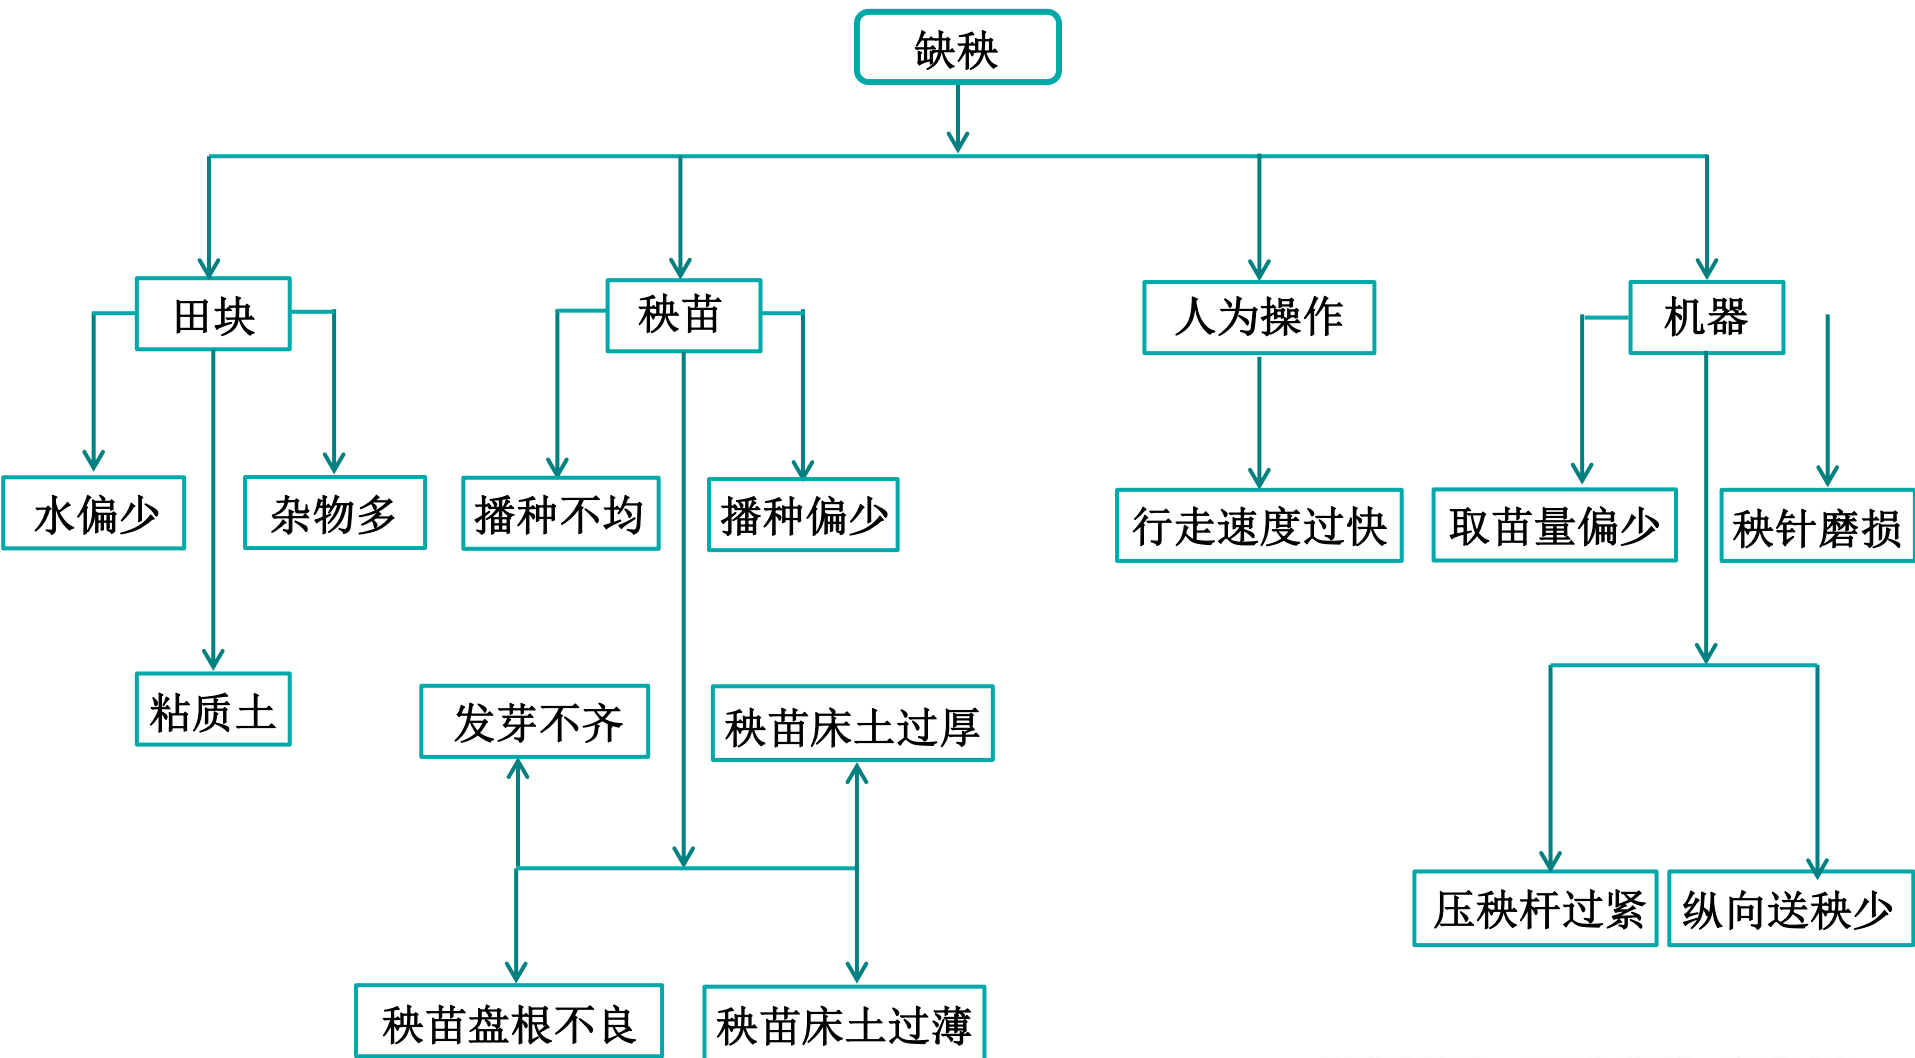 缺秧
田块
秧苗
人为操作
机器
水偏少
杂物多
播种不均
播种偏少
行走速度过快
取苗量偏少
秧针磨损
粘质土
发芽不齐
秧苗床土过厚
压秧杆过紧
纵向送秧少
秧苗盘根不良
秧苗床土过薄